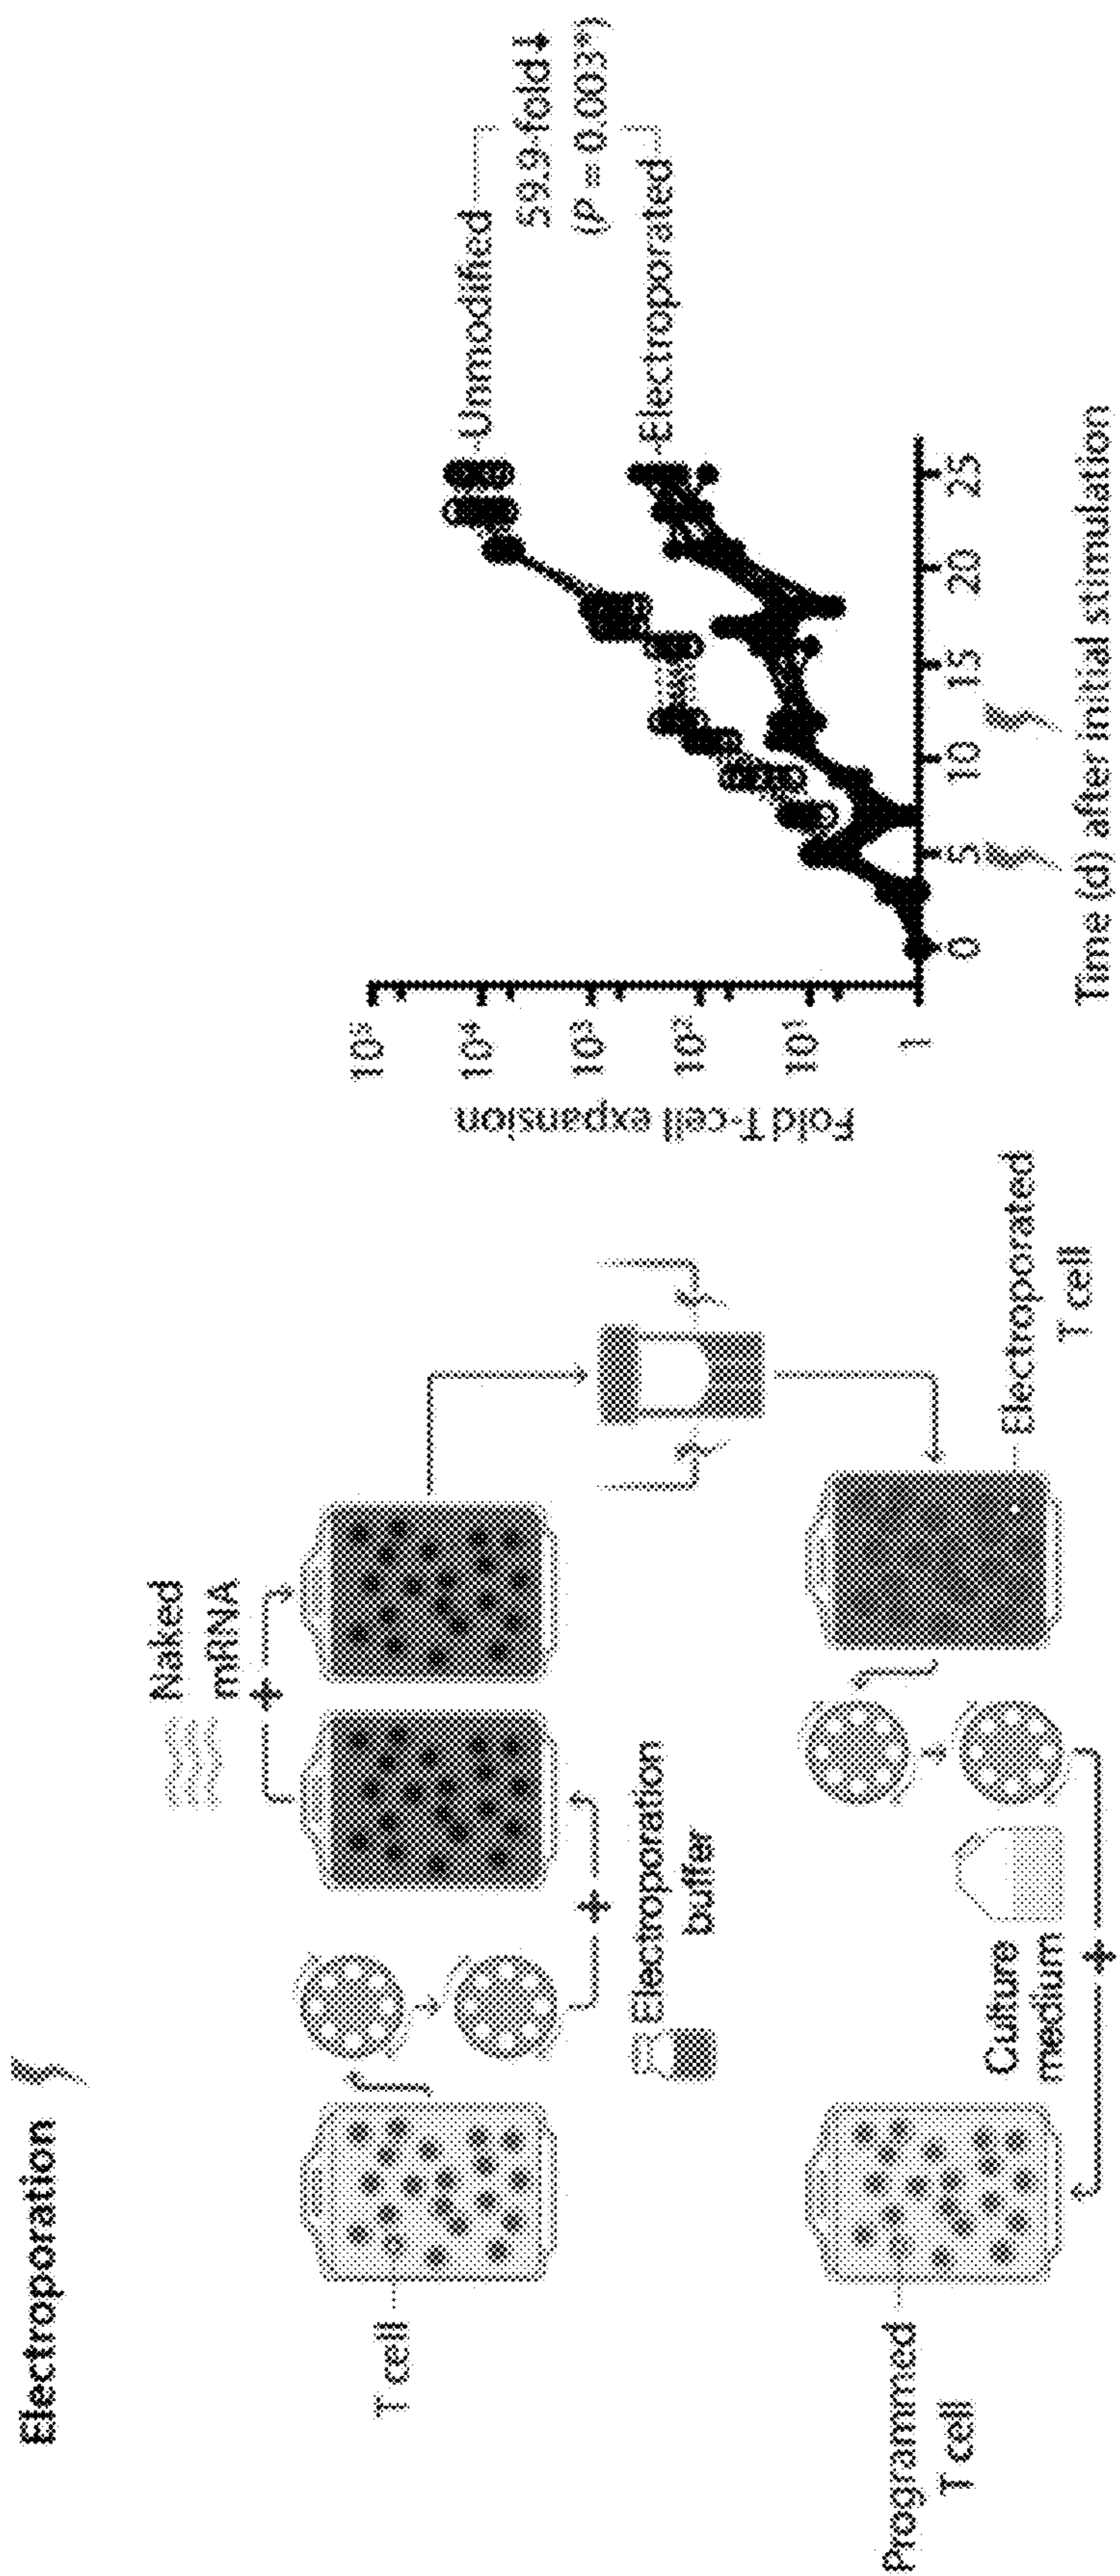 Electroporation
Naked
mRNA
T cell
Electroporation
buffer
Programmed
T cell
Culture
medium
Electroporated
T cell
Fold T-cell expansion
10⁵
10⁴
10³
10²
10¹
1
0
5
10
15
20
25
Time (d) after initial stimulation
Unmodified
59.9-fold↓
(P = 0.003*)
Electroporated